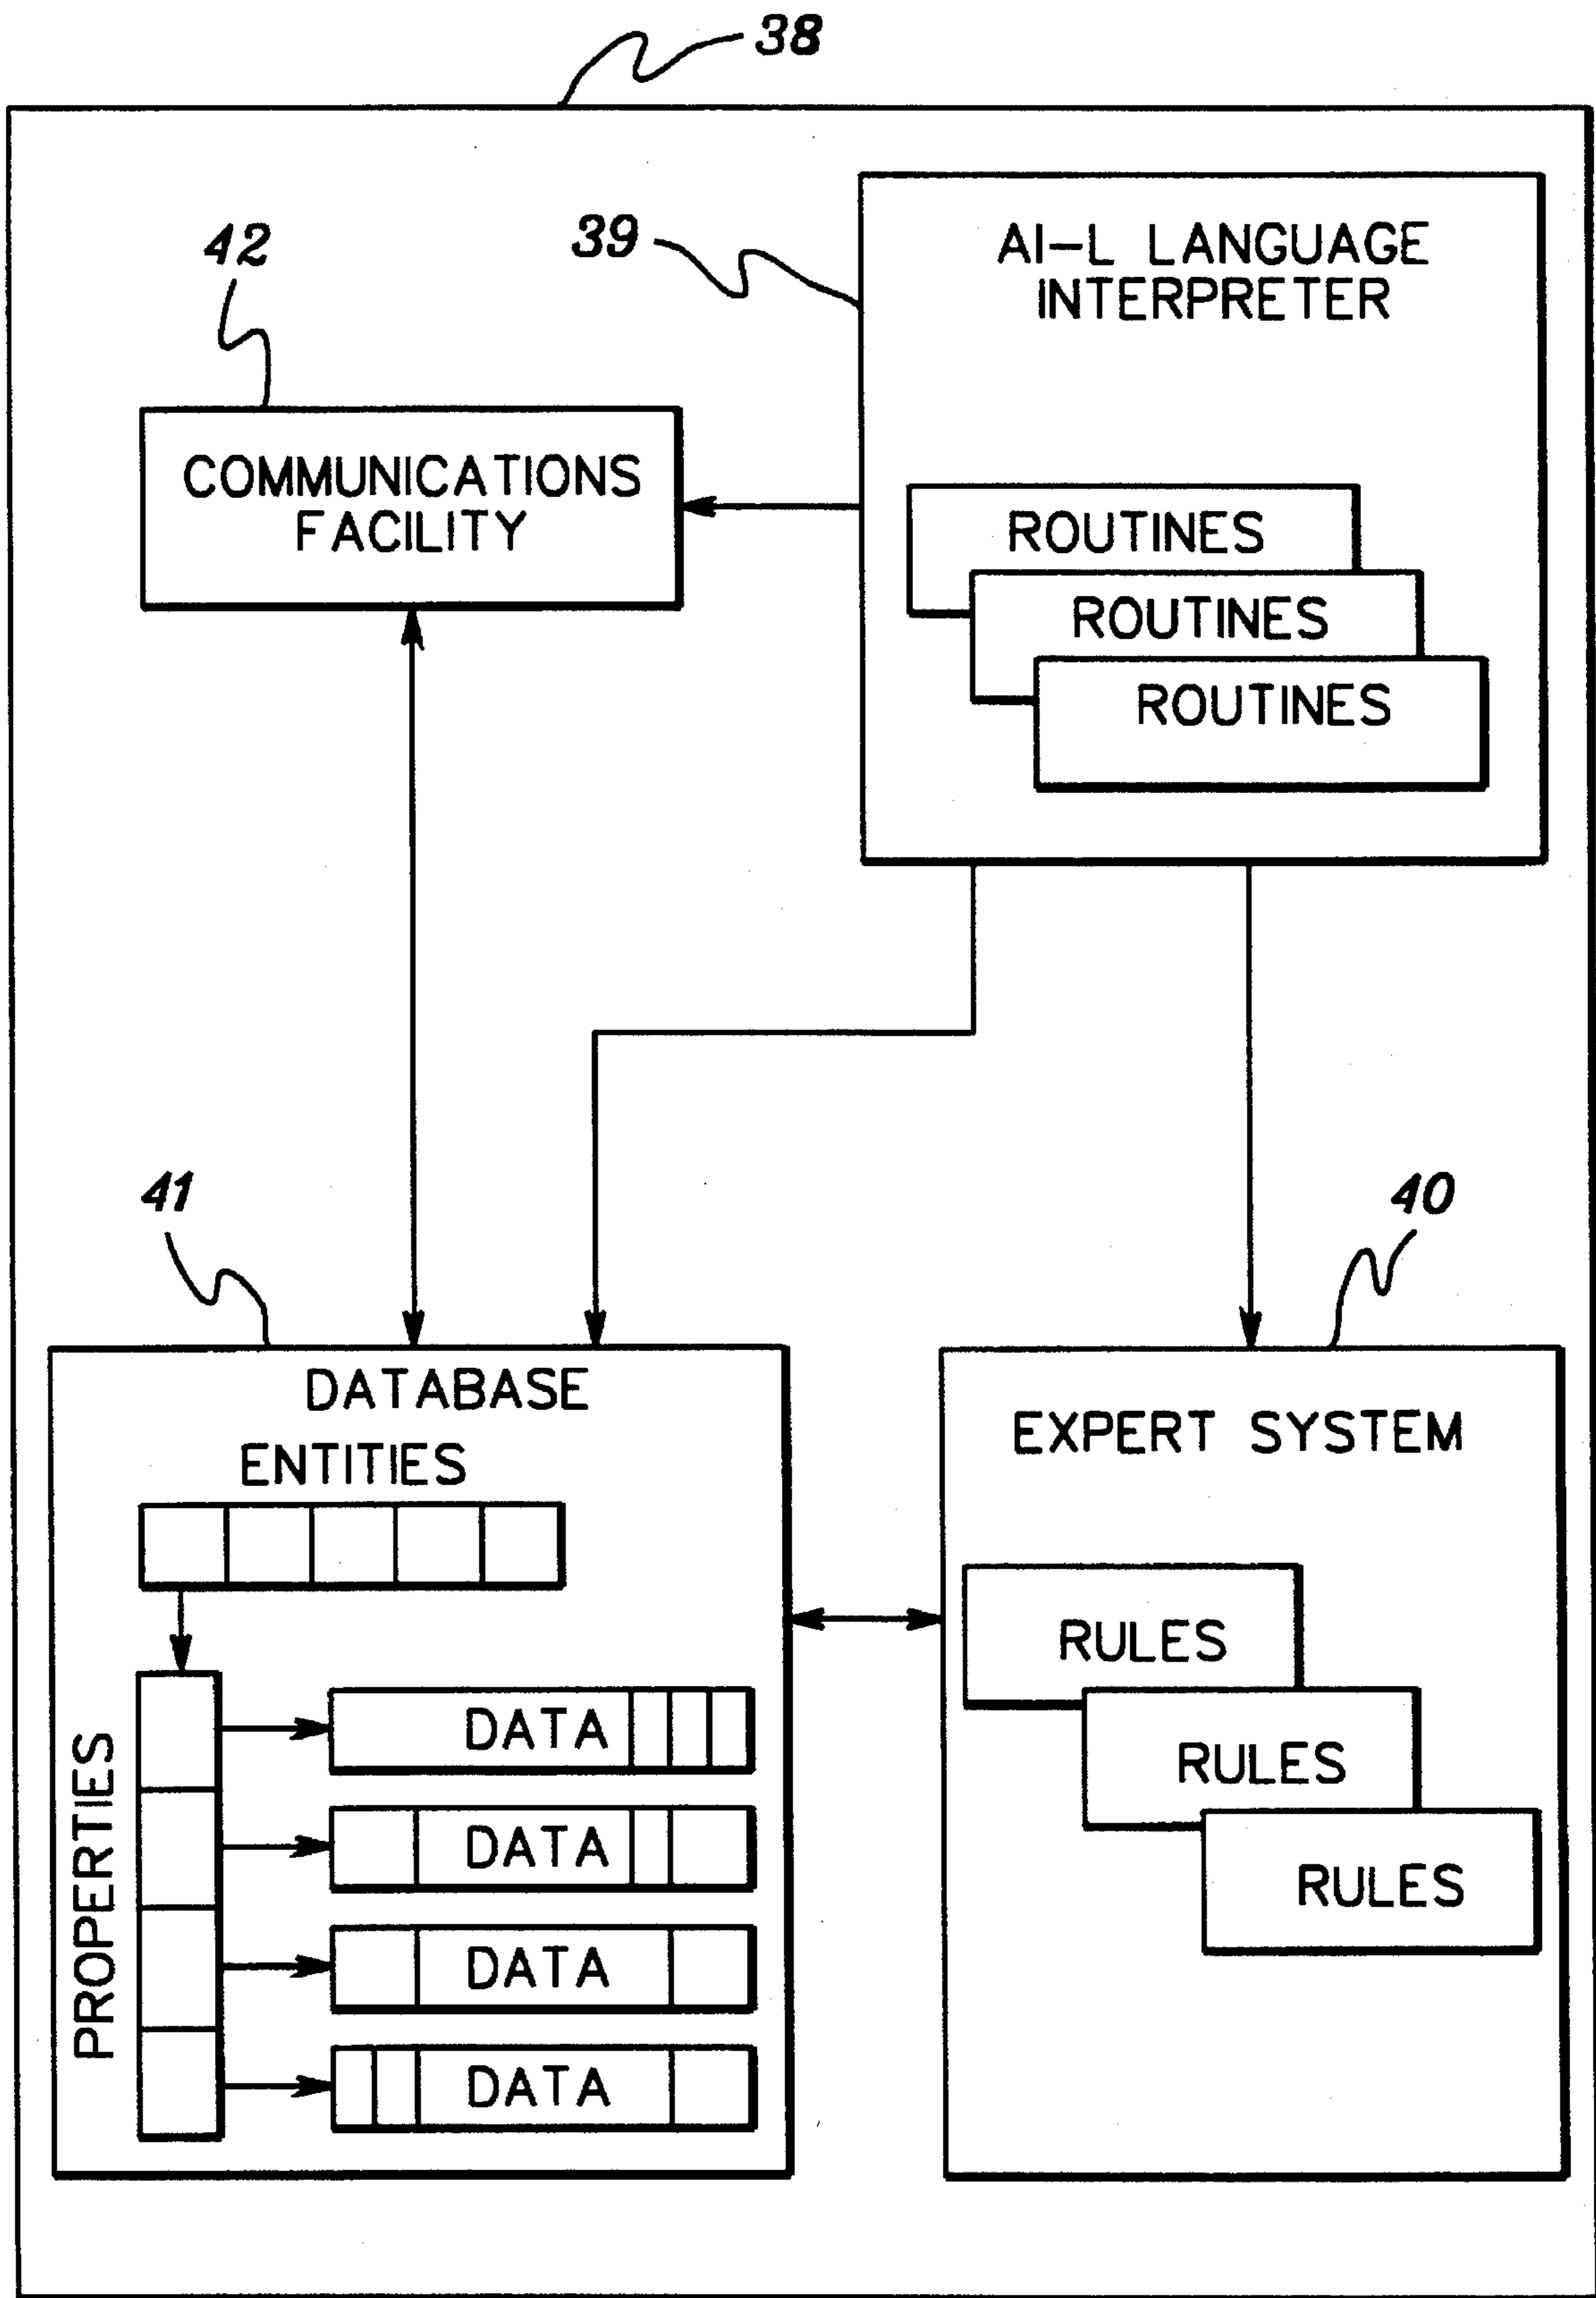 38
39
AI-L LANGUAGE
INTERPRETER
42
COMMUNICATIONS
FACILITY
ROUTINES
ROUTINES
ROUTINES
41
40
DATABASE
ENTITIES
PROPERTIES
DATA
DATA
DATA
DATA
EXPERT SYSTEM
RULES
RULES
RULES